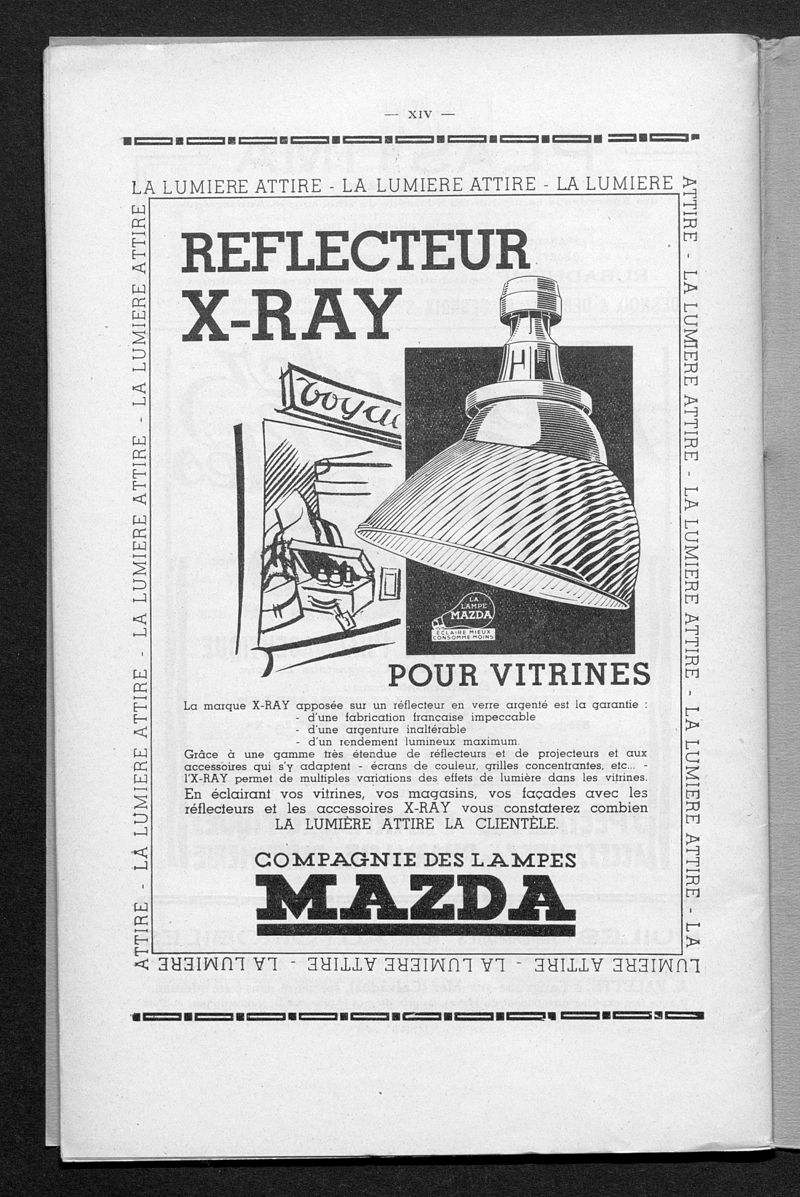 — XIV —
LA LUMIERE ATTIRE - LA LUMIERE ATTIRE - LA LUMIERE
ATTIRE - LA LUMIERE ATTIRE - LA LUMIERE ATTIRE - LA LUMIERE ATTIRE - LA
LUMIERE ATTIRE - LA LUMIERE ATTIRE - LA LUMIERE
ATTIRE - LA LUMIERE ATTIRE - LA LUMIERE ATTIRE - LA LUMIERE ATTIRE
REFLECTEUR
X-RAY
LA
LAMPE
MAZDA
ECLAIRE MIEUX
CONSOMME MOINS
POUR VITRINES
La marque X-RAY apposée sur un réflecteur en verre argenté est la garantie :
- d'une fabrication française impeccable
- d'une argenture inaltérable
- d'un rendement lumineux maximum.
Grâce à une gamme très étendue de réflecteurs et de projecteurs et aux
accessoires qui s'y adaptent - écrans de couleur, grilles concentrantes, etc... -
l'X-RAY permet de multiples variations des effets de lumière dans les vitrines.
En éclairant vos vitrines, vos magasins, vos façades avec les
réflecteurs et les accessoires X-RAY vous constaterez combien
LA LUMIÈRE ATTIRE LA CLIENTÈLE.
COMPAGNIE DES LAMPES
MAZDA